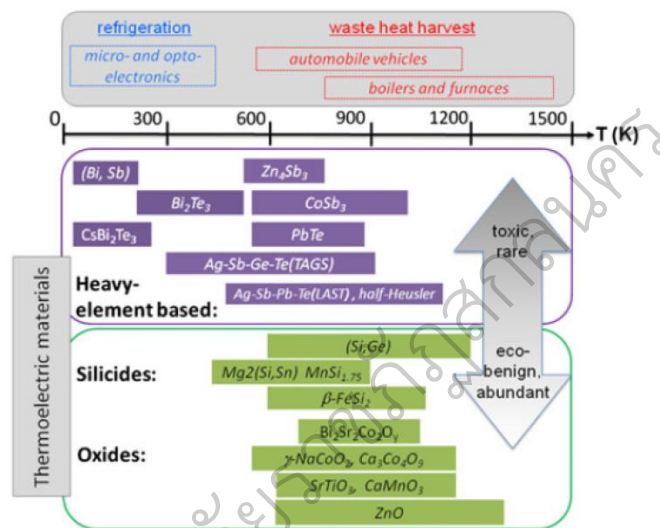 refrigeration
waste heat harvest
micro- and opto-
electronics
automobile vehicles
boilers and furnaces
0 300 600 900 1200 1500
T (K)
(Bi, Sb)
Zn₄Sb₃
Bi₂Te₃
CoSb₃
CsBi₂Te₃
PbTe
Ag-Sb-Ge-Te(TAGS)
Heavy-
element based:
Ag-Sb-Pb-Te(LAST) , half-Heusler
toxic,
rare
Thermoelectric materials
(Si,Ge)
Silicides:
Mg2(Si,Sn) MnSi₁.₇₅
β-FeSi₂
eco-
benign,
abundant
Bi₂Sr₂Co₂Oᵧ
Oxides:
γ-NaCoO₂, Ca₃Co₄O₉
SrTiO₃, CaMnO₃
ZnO